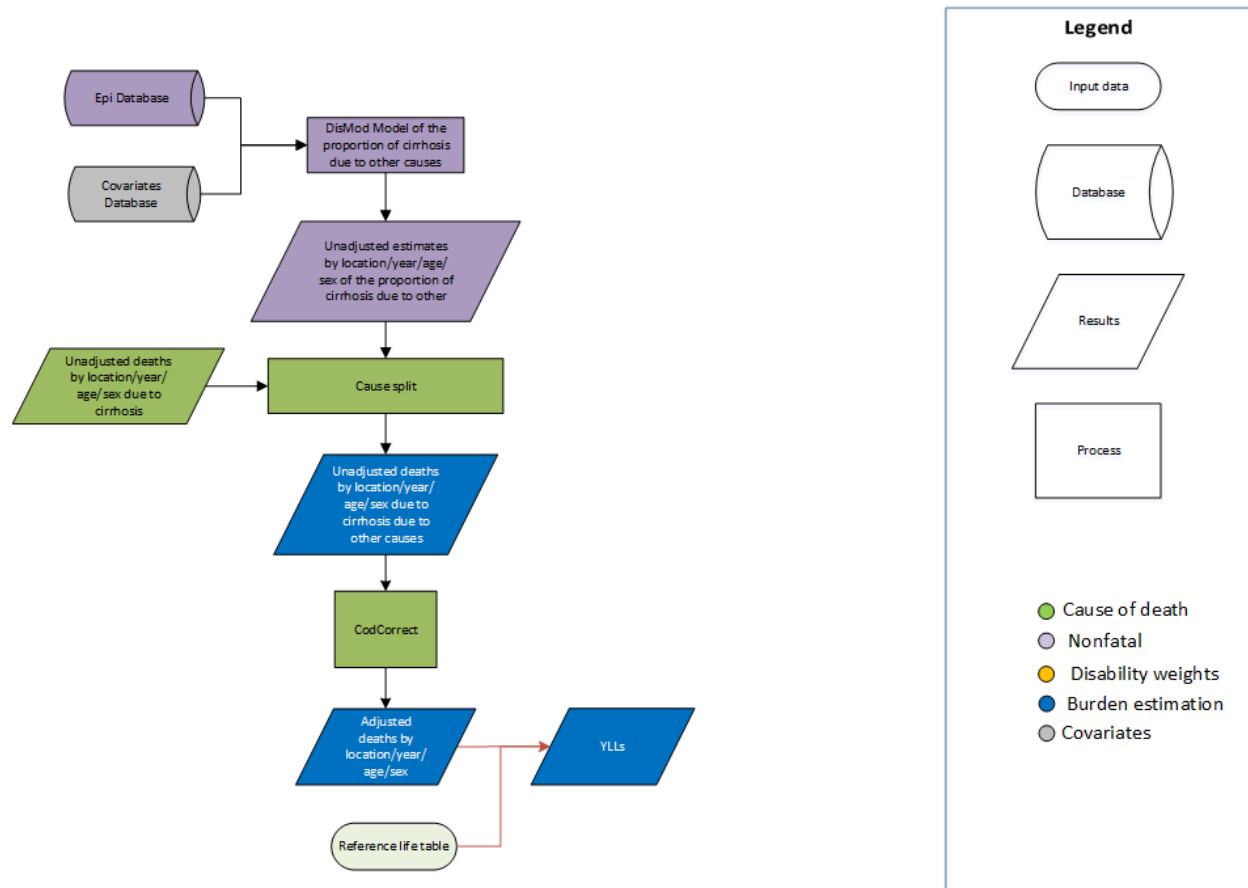 Epi Database
Covariates
Database
DisMod Model of the
proportion of cirrhosis
due to other causes
Unadjusted estimates
by location/year/age/
sex of the proportion of
cirrhosis due to other
Unadjusted deaths
by location/year/
age/sex due to
cirrhosis
Cause split
Unadjusted deaths
by location/year/
age/sex due to
cirrhosis due to
other causes
CodCorrect
Adjusted
deaths by
location/year/
age/sex
YLLs
Reference life table
Legend
Input data
Database
Results
Process
Cause of death
Nonfatal
Disability weights
Burden estimation
Covariates